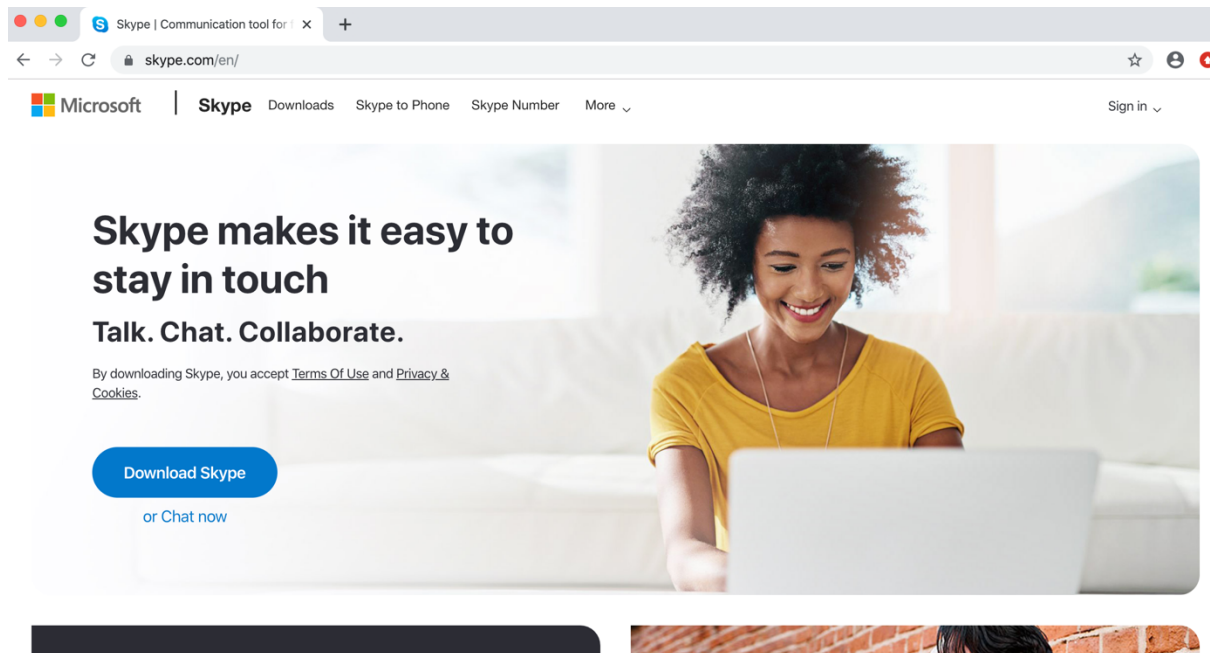 Skype | Communication tool for
skype.com/en/
Microsoft Skype Downloads Skype to Phone Skype Number More Sign in
Skype makes it easy to
stay in touch
Talk. Chat. Collaborate.
By downloading Skype, you accept Terms Of Use and Privacy &
Cookies.
Download Skype
or Chat now